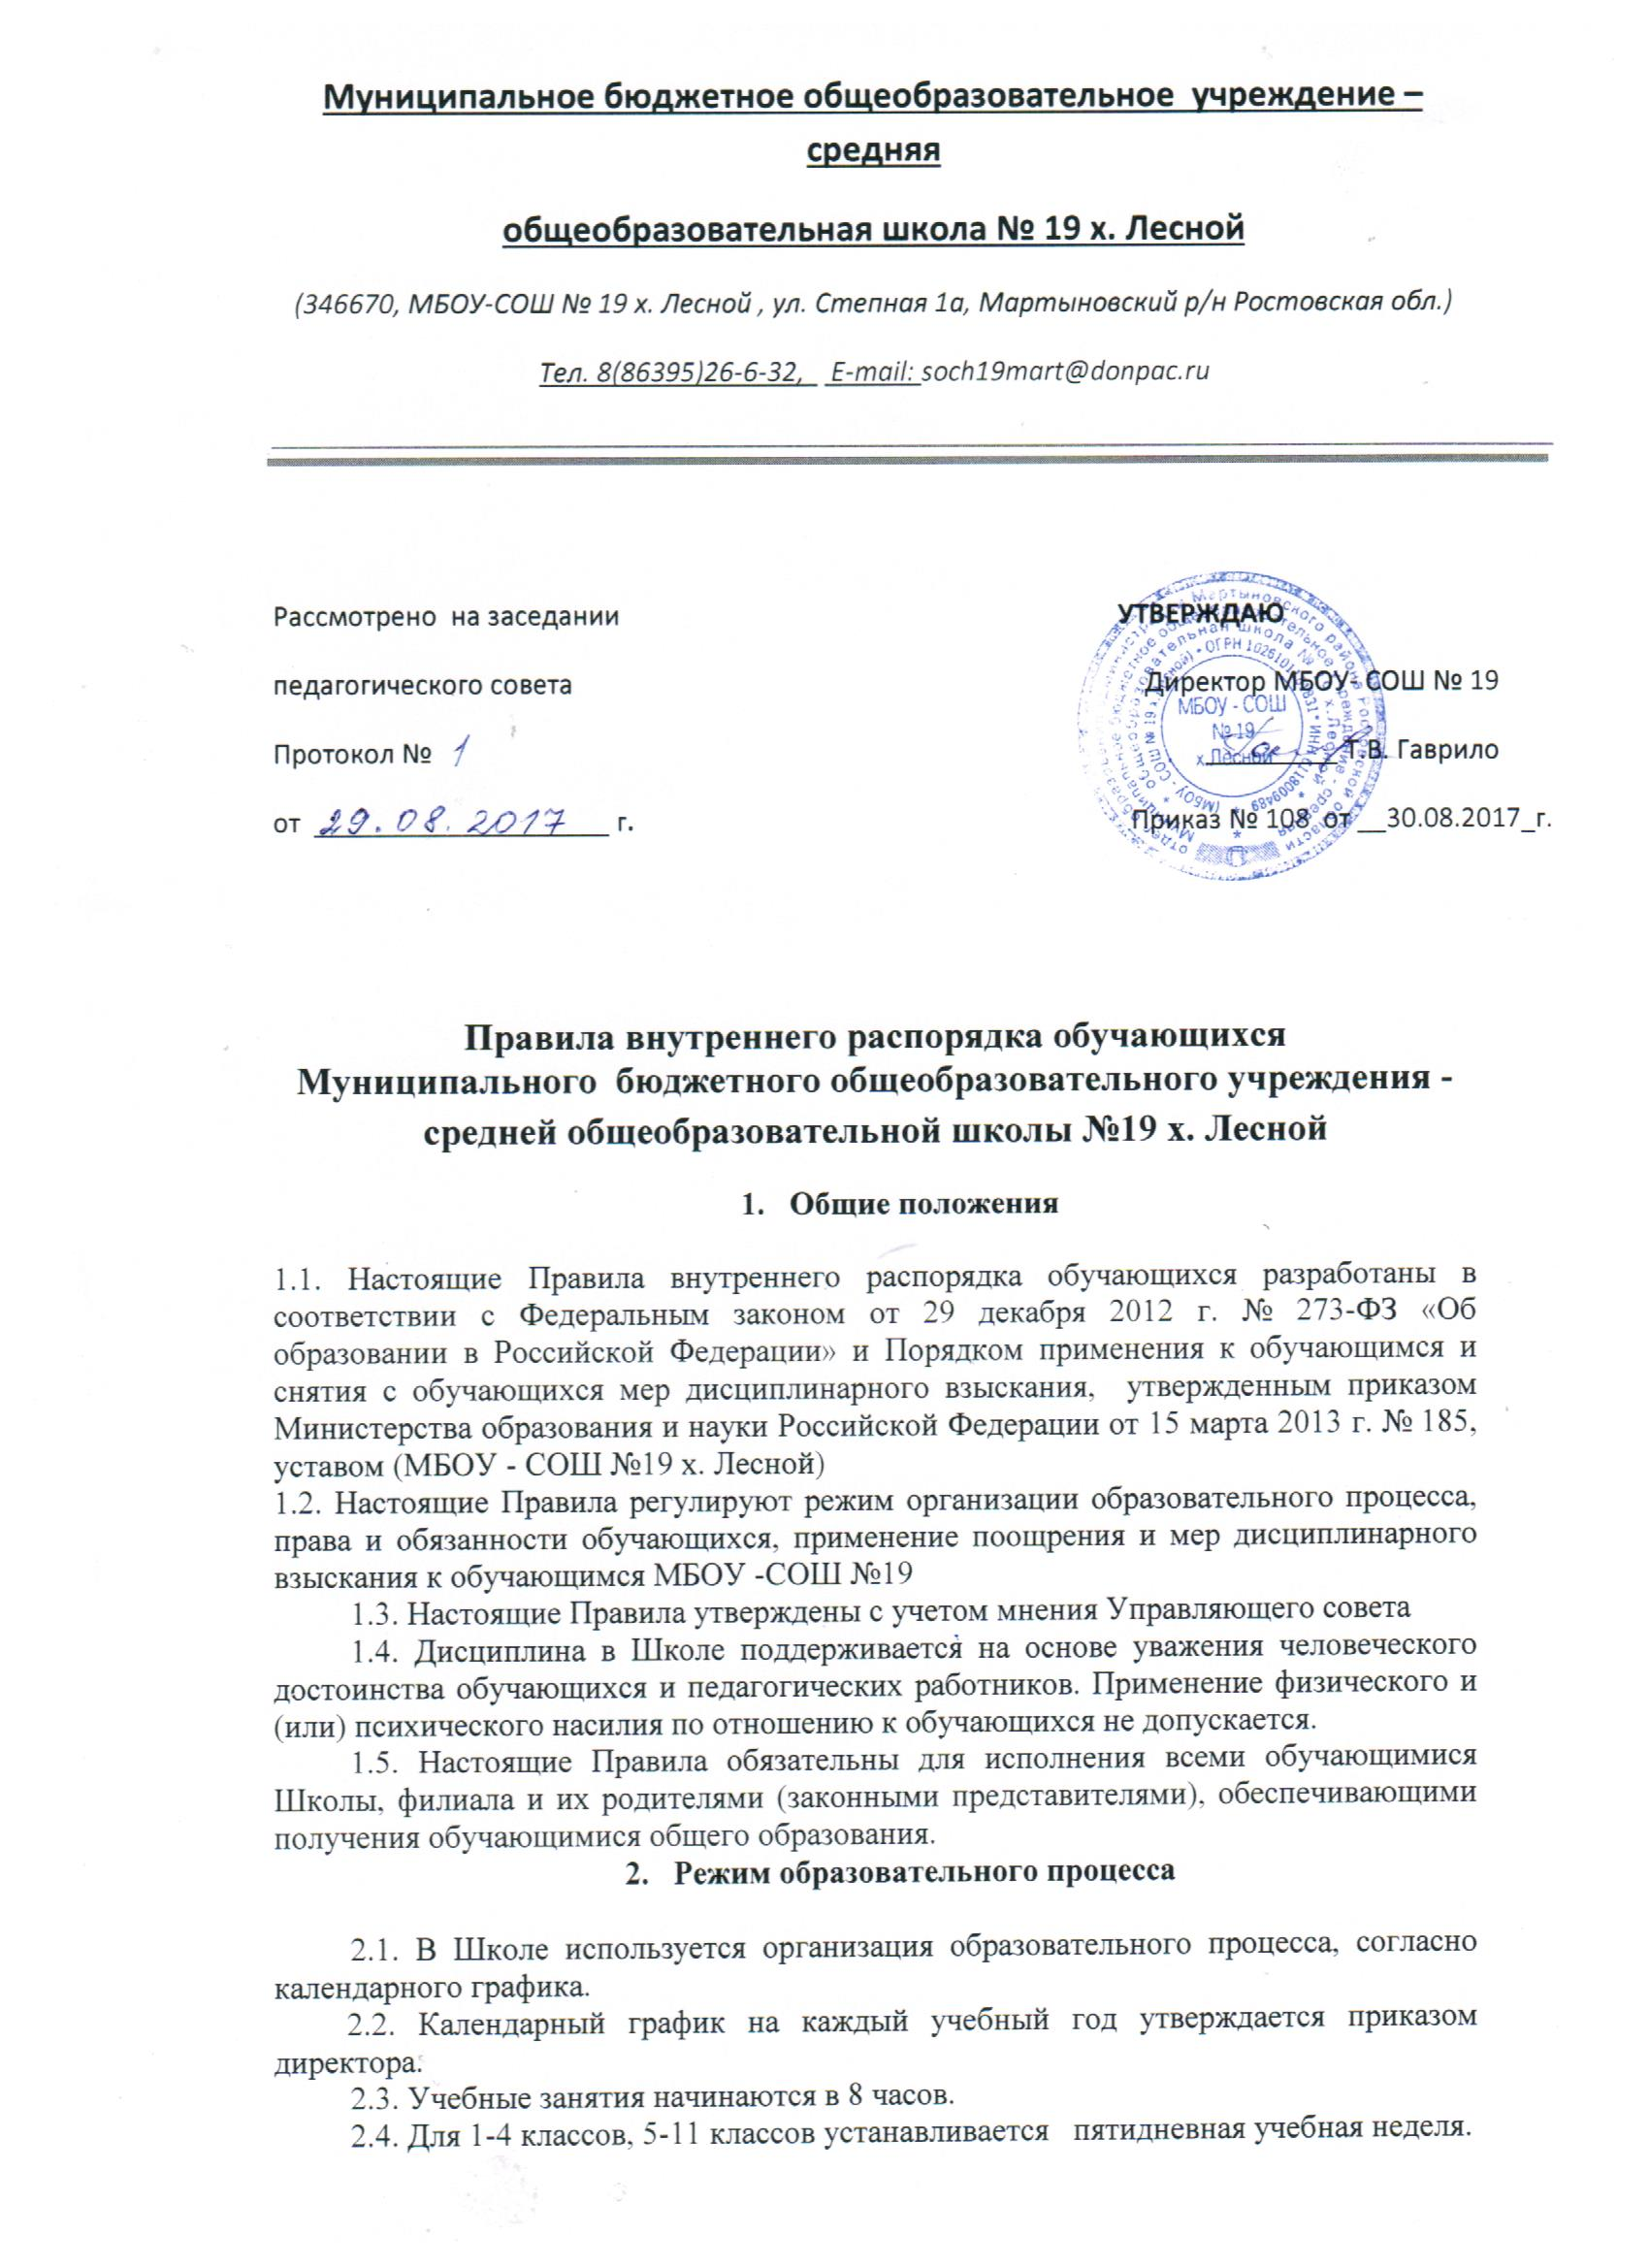 Муниципальное бюджетное общеобразовательное учреждение –
средняя
общеобразовательная школа № 19 х. Лесной
(346670, МБОУ-СОШ № 19 х. Лесной , ул. Степная 1а, Мартыновский р/н Ростовская обл.)
Тел. 8(86395)26-6-32, E-mail: soch19mart@donpac.ru
Рассмотрено на заседании
УТВЕРЖДАЮ
педагогического совета
Директор МБОУ- СОШ № 19
Протокол № 1
Т.В. Гаврило
от 29.08.2017 г.
Приказ № 108 от __30.08.2017_г.
МБОУ - СОШ
№ 19
х.Лесной
Правила внутреннего распорядка обучающихся
Муниципального бюджетного общеобразовательного учреждения -
средней общеобразовательной школы №19 х. Лесной
1. Общие положения
1.1. Настоящие Правила внутреннего распорядка обучающихся разработаны в
соответствии с Федеральным законом от 29 декабря 2012 г. № 273-ФЗ «Об
образовании в Российской Федерации» и Порядком применения к обучающимся и
снятия с обучающихся мер дисциплинарного взыскания, утвержденным приказом
Министерства образования и науки Российской Федерации от 15 марта 2013 г. № 185,
уставом (МБОУ - СОШ №19 х. Лесной)
1.2. Настоящие Правила регулируют режим организации образовательного процесса,
права и обязанности обучающихся, применение поощрения и мер дисциплинарного
взыскания к обучающимся МБОУ -СОШ №19
1.3. Настоящие Правила утверждены с учетом мнения Управляющего совета
1.4. Дисциплина в Школе поддерживается на основе уважения человеческого
достоинства обучающихся и педагогических работников. Применение физического и
(или) психического насилия по отношению к обучающихся не допускается.
1.5. Настоящие Правила обязательны для исполнения всеми обучающимися
Школы, филиала и их родителями (законными представителями), обеспечивающими
получения обучающимися общего образования.
2. Режим образовательного процесса
2.1. В Школе используется организация образовательного процесса, согласно
календарного графика.
2.2. Календарный график на каждый учебный год утверждается приказом
директора.
2.3. Учебные занятия начинаются в 8 часов.
2.4. Для 1-4 классов, 5-11 классов устанавливается пятидневная учебная неделя.